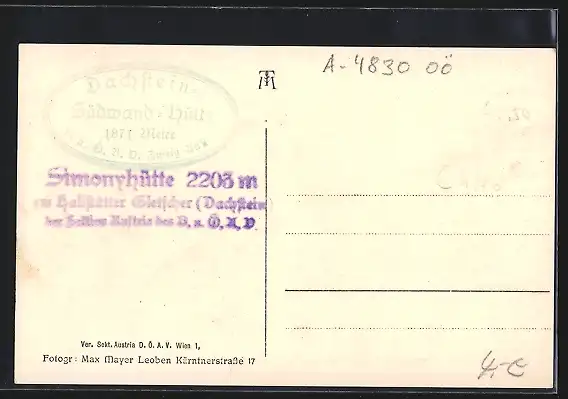 A-4830 OÖ
Dachstein-
Südwand-Hütte
1871 Meter
Simonyhütte 2203 m
am Hallstätter Gletscher (Dachstein)
der Sektion Austria des D. u. Ö. A. V.
Ver. Sekt. Austria D. Ö. A. V. Wien 1,
Fotogr: Max Mayer Leoben Kärntnerstraße 17